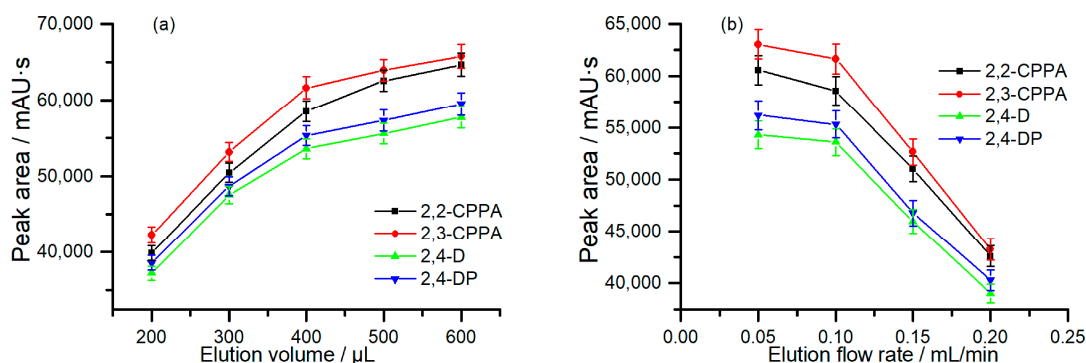 (a)
70,000
60,000
50,000
40,000
Peak area / mAU·s
200 300 400 500 600
Elution volume / µL
2,2-CPPA
2,3-CPPA
2,4-D
2,4-DP
(b)
65,000
60,000
55,000
50,000
45,000
40,000
Peak area / mAU·s
0.00 0.05 0.10 0.15 0.20 0.25
Elution flow rate / mL/min
2,2-CPPA
2,3-CPPA
2,4-D
2,4-DP